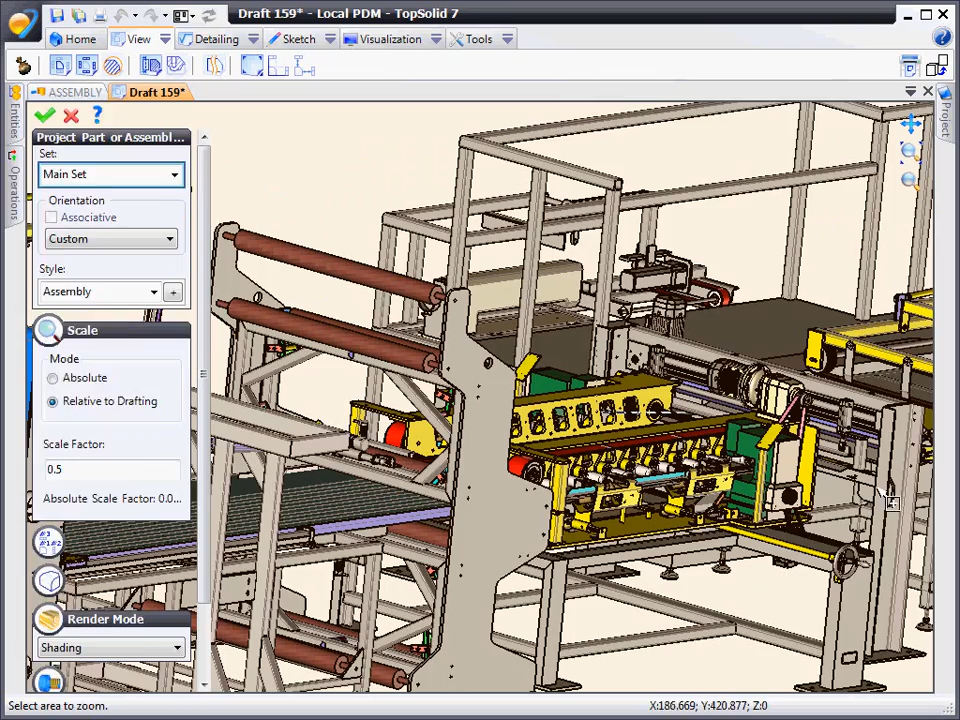 Draft 159* - Local PDM - TopSolid 7
Home
View
Detailing
Sketch
Visualization
Tools
ASSEMBLY
Draft 159*
Entities
Operations
Project
Project Part or Assembl...
Set:
Main Set
Orientation
Associative
Custom
Style:
Assembly
Scale
Mode
Absolute
Relative to Drafting
Scale Factor:
0.5
Absolute Scale Factor: 0.0...
Render Mode
Shading
Select area to zoom.
X:186.669; Y:420.877; Z:0